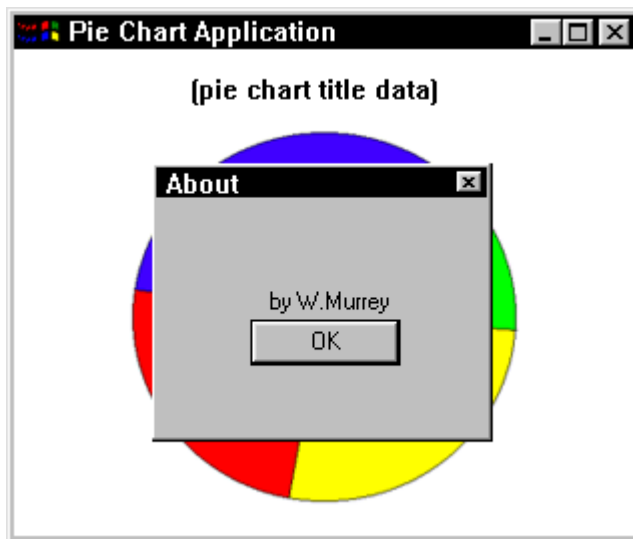 Pie Chart Application
(pie chart title data)
About
by W.Murrey
OK